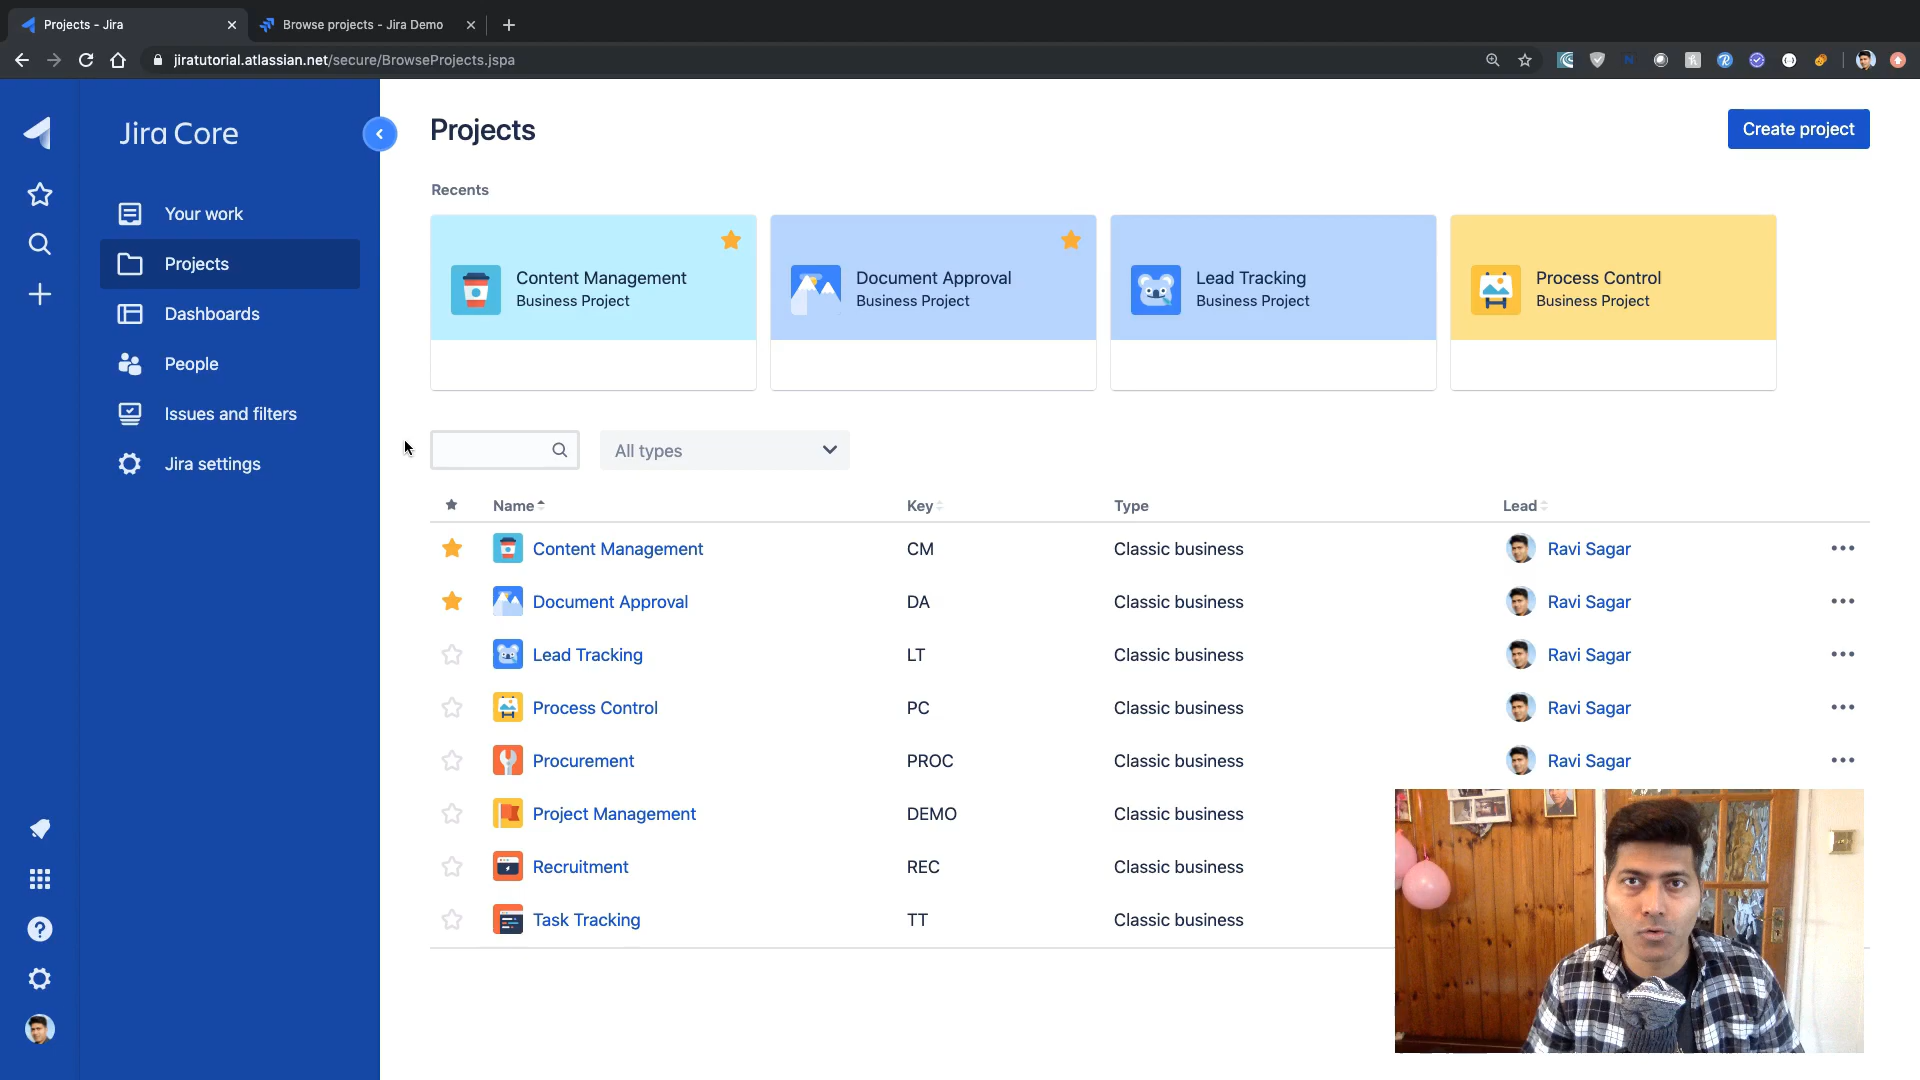 Projects - Jira
Browse projects - Jira Demo
jiratutorial.atlassian.net/secure/BrowseProjects.jspa
Jira Core
Your work
Projects
Dashboards
People
Issues and filters
Jira settings
Projects
Create project
Recents
Content Management
Business Project
Document Approval
Business Project
Lead Tracking
Business Project
Process Control
Business Project
All types
Name Key Type Lead
Content Management CM Classic business Ravi Sagar
Document Approval DA Classic business Ravi Sagar
Lead Tracking LT Classic business Ravi Sagar
Process Control PC Classic business Ravi Sagar
Procurement PROC Classic business Ravi Sagar
Project Management DEMO Classic business
Recruitment REC Classic business
Task Tracking TT Classic business